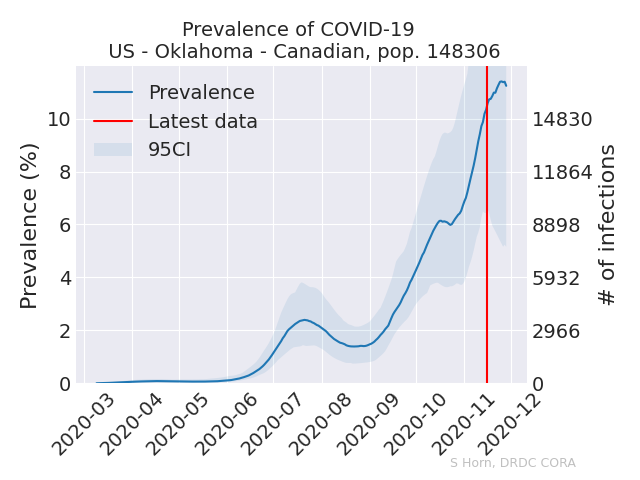 Prevalence of COVID-19
US - Oklahoma - Canadian, pop. 148306
Prevalence
Latest data
95CI
Prevalence (%)
10
8
6
4
2
0
14830
11864
8898
5932
2966
0
# of infections
2020-03
2020-04
2020-05
2020-06
2020-07
2020-08
2020-09
2020-10
2020-11
2020-12
S Horn, DRDC CORA